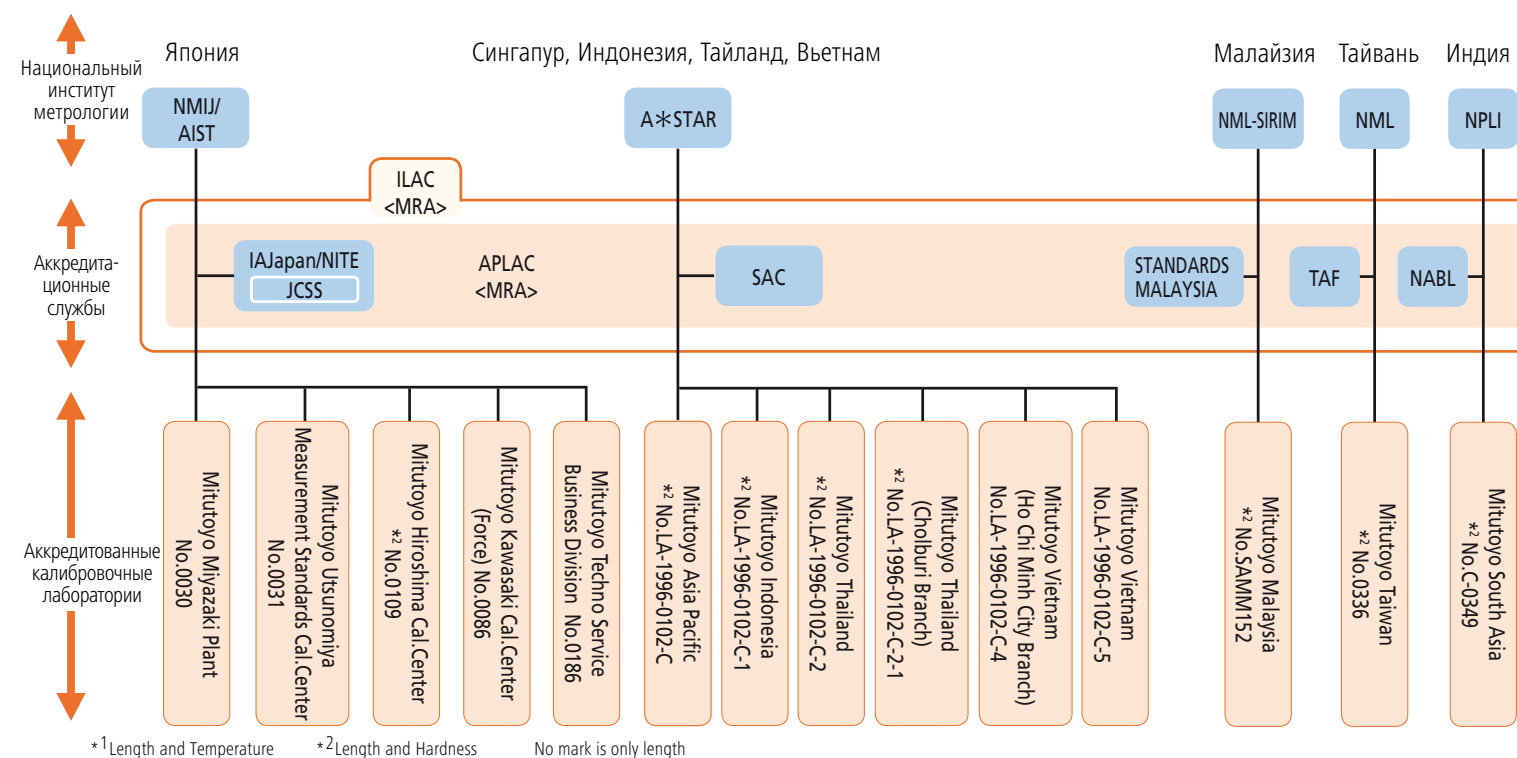 Национальный
институт
метрологии
Япония
Сингапур, Индонезия, Тайланд, Вьетнам
Малайзия
Тайвань
Индия
NMIJ/
AIST
A＊STAR
NML-SIRIM
NML
NPLI
ILAC
<MRA>
Аккредита-
ционные
службы
IAJapan/NITE
JCSS
APLAC
<MRA>
SAC
STANDARDS
MALAYSIA
TAF
NABL
Аккредитованные
калибровочные
лаборатории
Mitutoyo Miyazaki Plant
No.0030
Mitutoyo Utsunomiya
Measurement Standards Cal.Center
No.0031
Mitutoyo Hiroshima Cal.Center
*2 No.0109
Mitutoyo Kawasaki Cal.Center
(Force) No.0086
Mitutoyo Techno Service
Business Division No.0186
Mitutoyo Asia Pacific
*2 No.LA-1996-0102-C
Mitutoyo Indonesia
*2 No.LA-1996-0102-C-1
Mitutoyo Thailand
*2 No.LA-1996-0102-C-2
Mitutoyo Thailand
(Cholburi Branch)
*2 No.LA-1996-0102-C-2-1
Mitutoyo Vietnam
(Ho Chi Minh City Branch)
No.LA-1996-0102-C-4
Mitutoyo Vietnam
No.LA-1996-0102-C-5
Mitutoyo Malaysia
*2 No.SAMM152
Mitutoyo Taiwan
*2 No.0336
Mitutoyo South Asia
*2 No.C-0349
*1Length and Temperature
*2Length and Hardness
No mark is only length